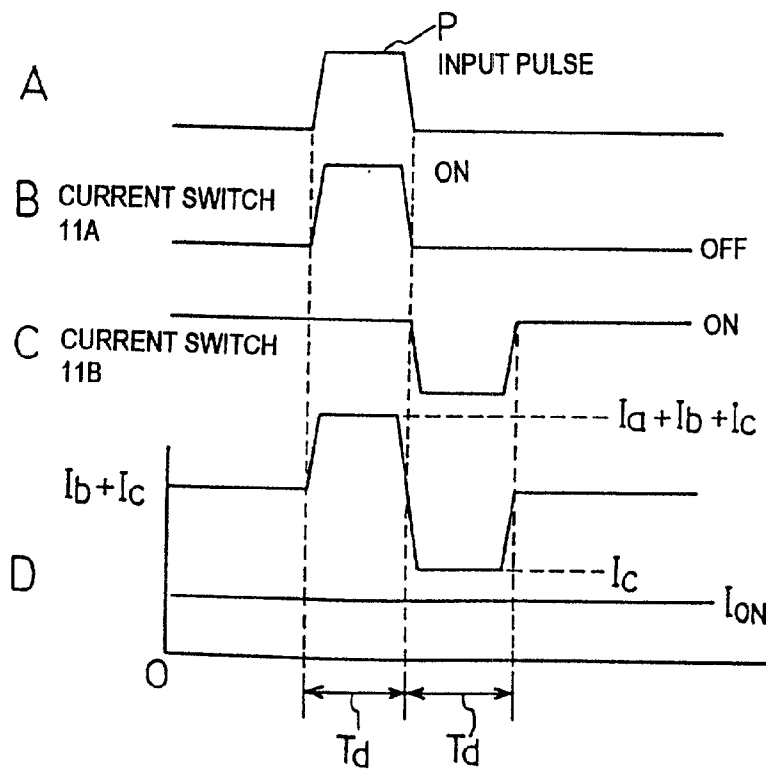 P
INPUT PULSE
A
ON
B CURRENT SWITCH
11A
OFF
ON
C CURRENT SWITCH
11B
Ia+Ib+Ic
Ib+Ic
D
Ic
ION
O
Td Td